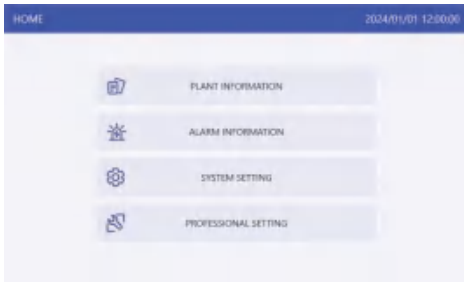 HOME
2024/01/01 12:00:00
PLANT INFORMATION
ALARM INFORMATION
SYSTEM SETTING
PROFESSIONAL SETTING